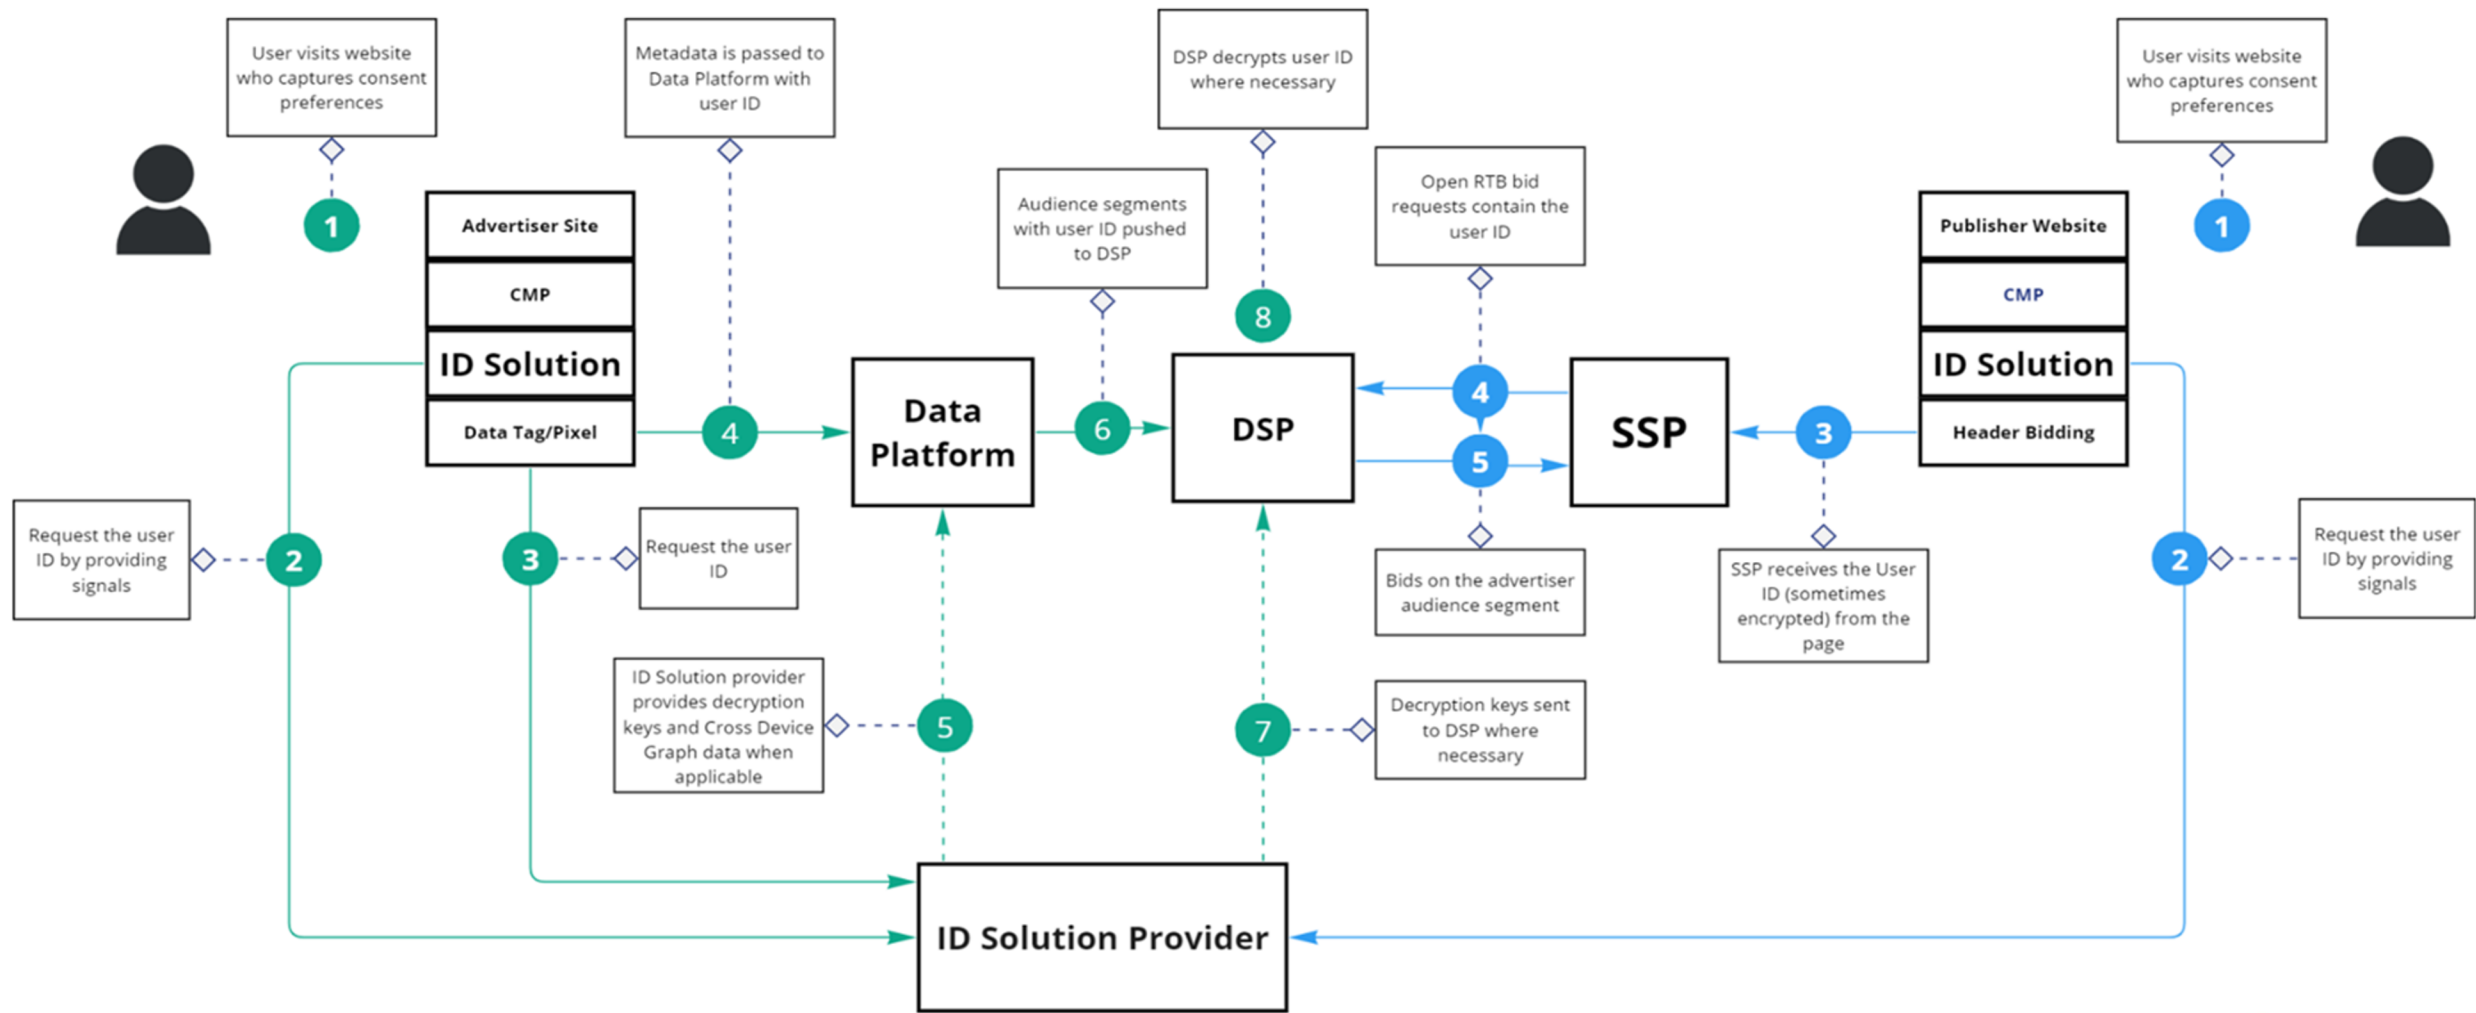 User visits website
who captures consent
preferences
Metadata is passed to
Data Platform with
user ID
DSP decrypts user ID
where necessary
User visits website
who captures consent
preferences
Audience segments
with user ID pushed
to DSP
Open RTB bid
requests contain the
user ID
1
Advertiser Site
CMP
ID Solution
Data Tag/Pixel
4
Data
Platform
6
8
DSP
4
5
SSP
3
Publisher Website
CMP
ID Solution
Header Bidding
1
Request the user
ID by providing
signals
2
3
Request the user
ID
Bids on the advertiser
audience segment
SSP receives the User
ID (sometimes
encrypted) from the
page
2
Request the user
ID by providing
signals
ID Solution provider
provides decryption
keys and Cross Device
Graph data when
applicable
5
7
Decryption keys sent
to DSP where
necessary
ID Solution Provider